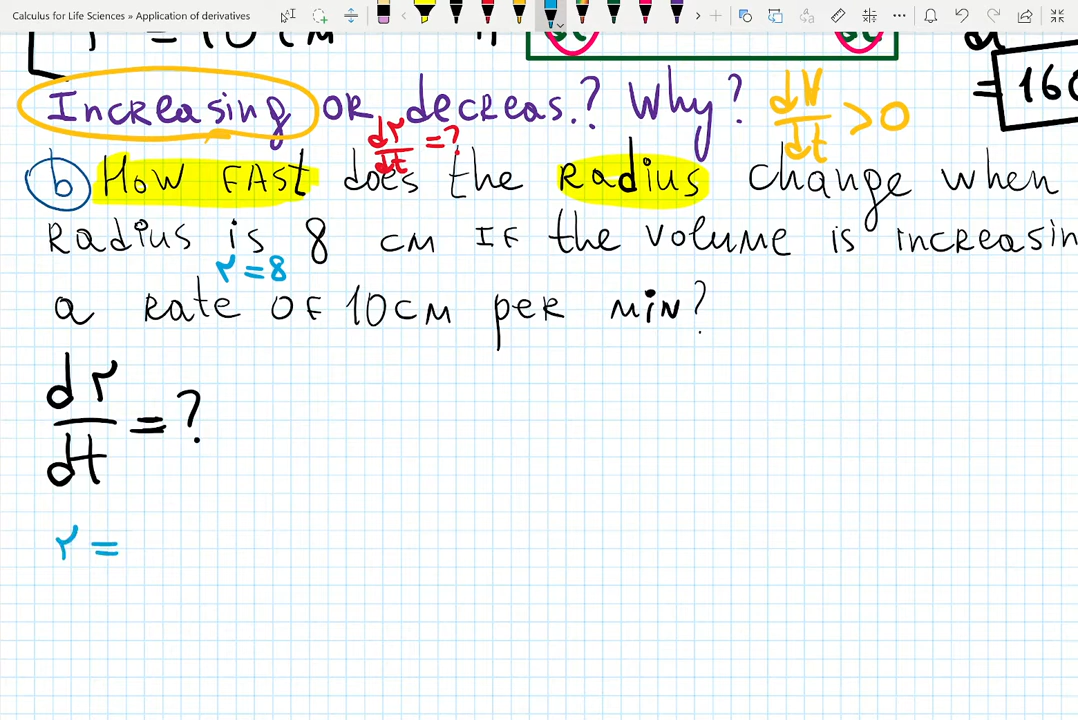 Calculus for Life Sciences » Application of derivatives
= 10 cm
= 160
Increasing or decreas.? Why? dV/dt > 0
dr/dt = ?
b How fast does the radius change when
Radius is 8 cm if the volume is increasin
r = 8
a rate of 10cm per min?
dr/dt = ?
r =